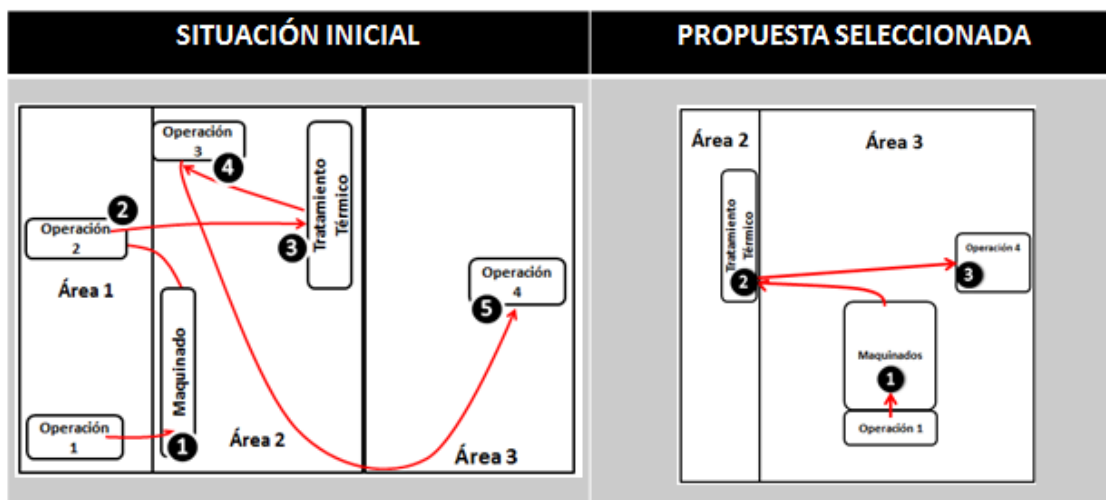 SITUACIÓN INICIAL
PROPUESTA SELECCIONADA
Operación
3
4
Tratamiento
Térmico
3
2
Operación
2
Área 1
Operación
4
5
Maquinado
1
Operación
1
Área 2
Área 3
Área 2
Área 3
Tratamiento
Térmico
2
Operación 4
3
Maquinados
1
Operación 1